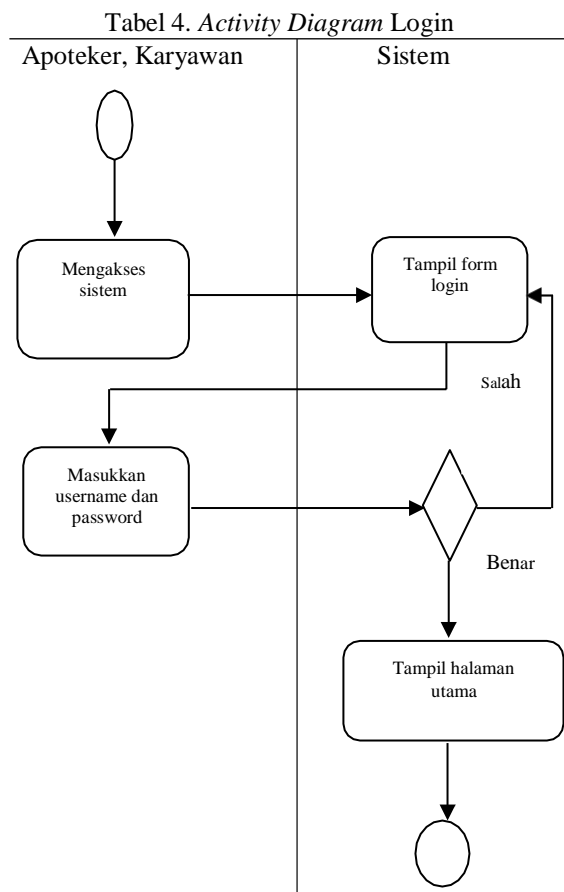 Tabel 4. Activity Diagram Login
Apoteker, Karyawan
Sistem
Mengakses
sistem
Tampil form
login
Salah
Masukkan
username dan
password
Benar
Tampil halaman
utama